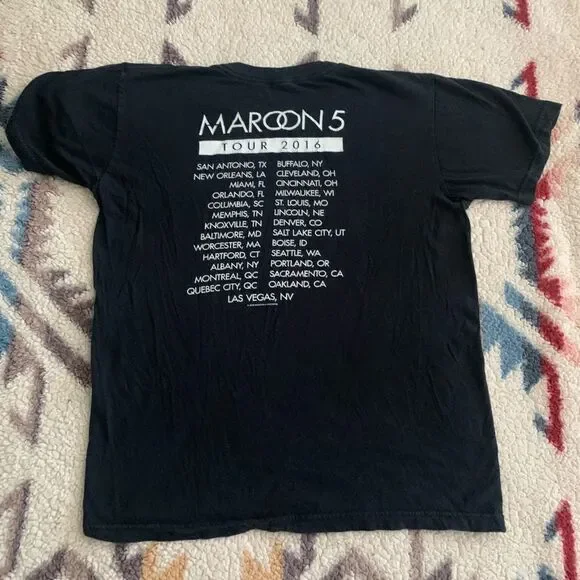 MAROON 5
TOUR 2016
SAN ANTONIO, TX BUFFALO, NY
NEW ORLEANS, LA CLEVELAND, OH
MIAMI, FL CINCINNATI, OH
ORLANDO, FL MILWAUKEE, WI
COLUMBIA, SC ST. LOUIS, MO
MEMPHIS, TN LINCOLN, NE
KNOXVILLE, TN DENVER, CO
BALTIMORE, MD SALT LAKE CITY, UT
WORCESTER, MA BOISE, ID
HARTFORD, CT SEATTLE, WA
ALBANY, NY PORTLAND, OR
MONTREAL, QC SACRAMENTO, CA
QUEBEC CITY, QC OAKLAND, CA
LAS VEGAS, NV